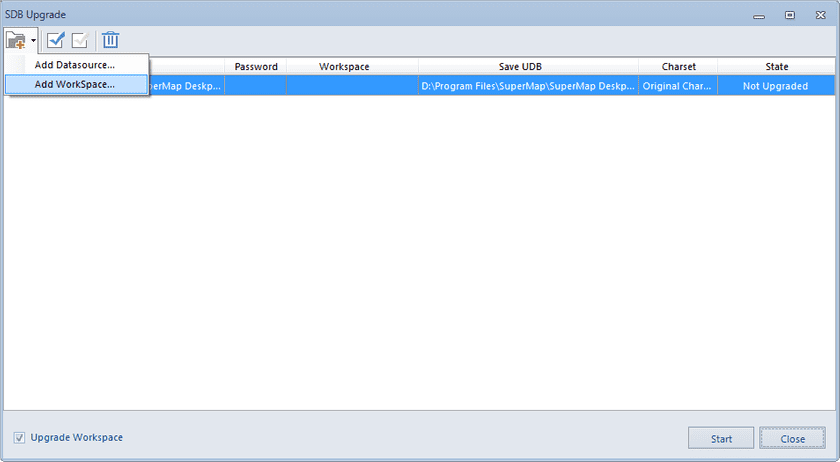 SDB Upgrade
Add Datasource...
Add WorkSpace...
Password Workspace Save UDB Charset State
perMap Deskp... D:\Program Files\SuperMap\SuperMap Deskp... Original Char... Not Upgraded
Upgrade Workspace
Start Close